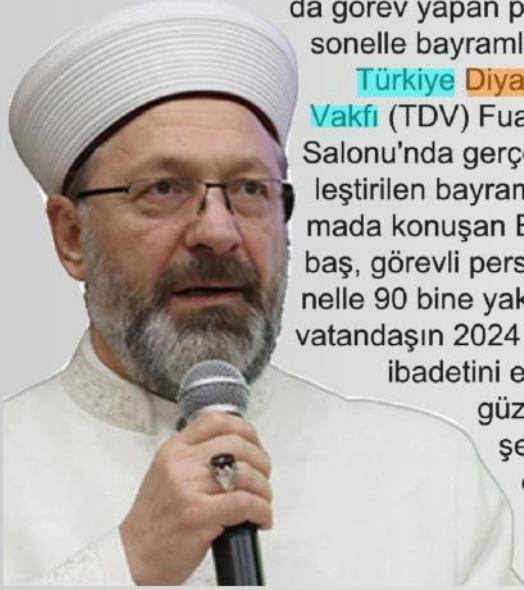 da görev yapan p
sonelle bayraml
Türkiye Diya
Vakfı (TDV) Fua
Salonu'nda gerçe
leştirilen bayran
mada konuşan E
baş, görevli pers
nelle 90 bine yak
vatandaşın 2024
ibadetini e
güz
şe